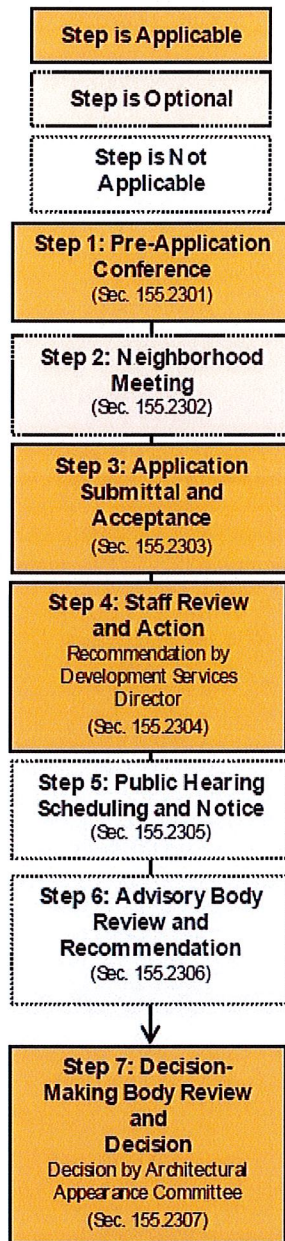 Step is Applicable
Step is Optional
Step is Not
Applicable
Step 1: Pre-Application
Conference
(Sec. 155.2301)
Step 2: Neighborhood
Meeting
(Sec. 155.2302)
Step 3: Application
Submittal and
Acceptance
(Sec. 155.2303)
Step 4: Staff Review
and Action
Recommendation by
Development Services
Director
(Sec. 155.2304)
Step 5: Public Hearing
Scheduling and Notice
(Sec. 155.2305)
Step 6: Advisory Body
Review and
Recommendation
(Sec. 155.2306)
Step 7: Decision-
Making Body Review
and
Decision
Decision by Architectural
Appearance Committee
(Sec. 155.2307)